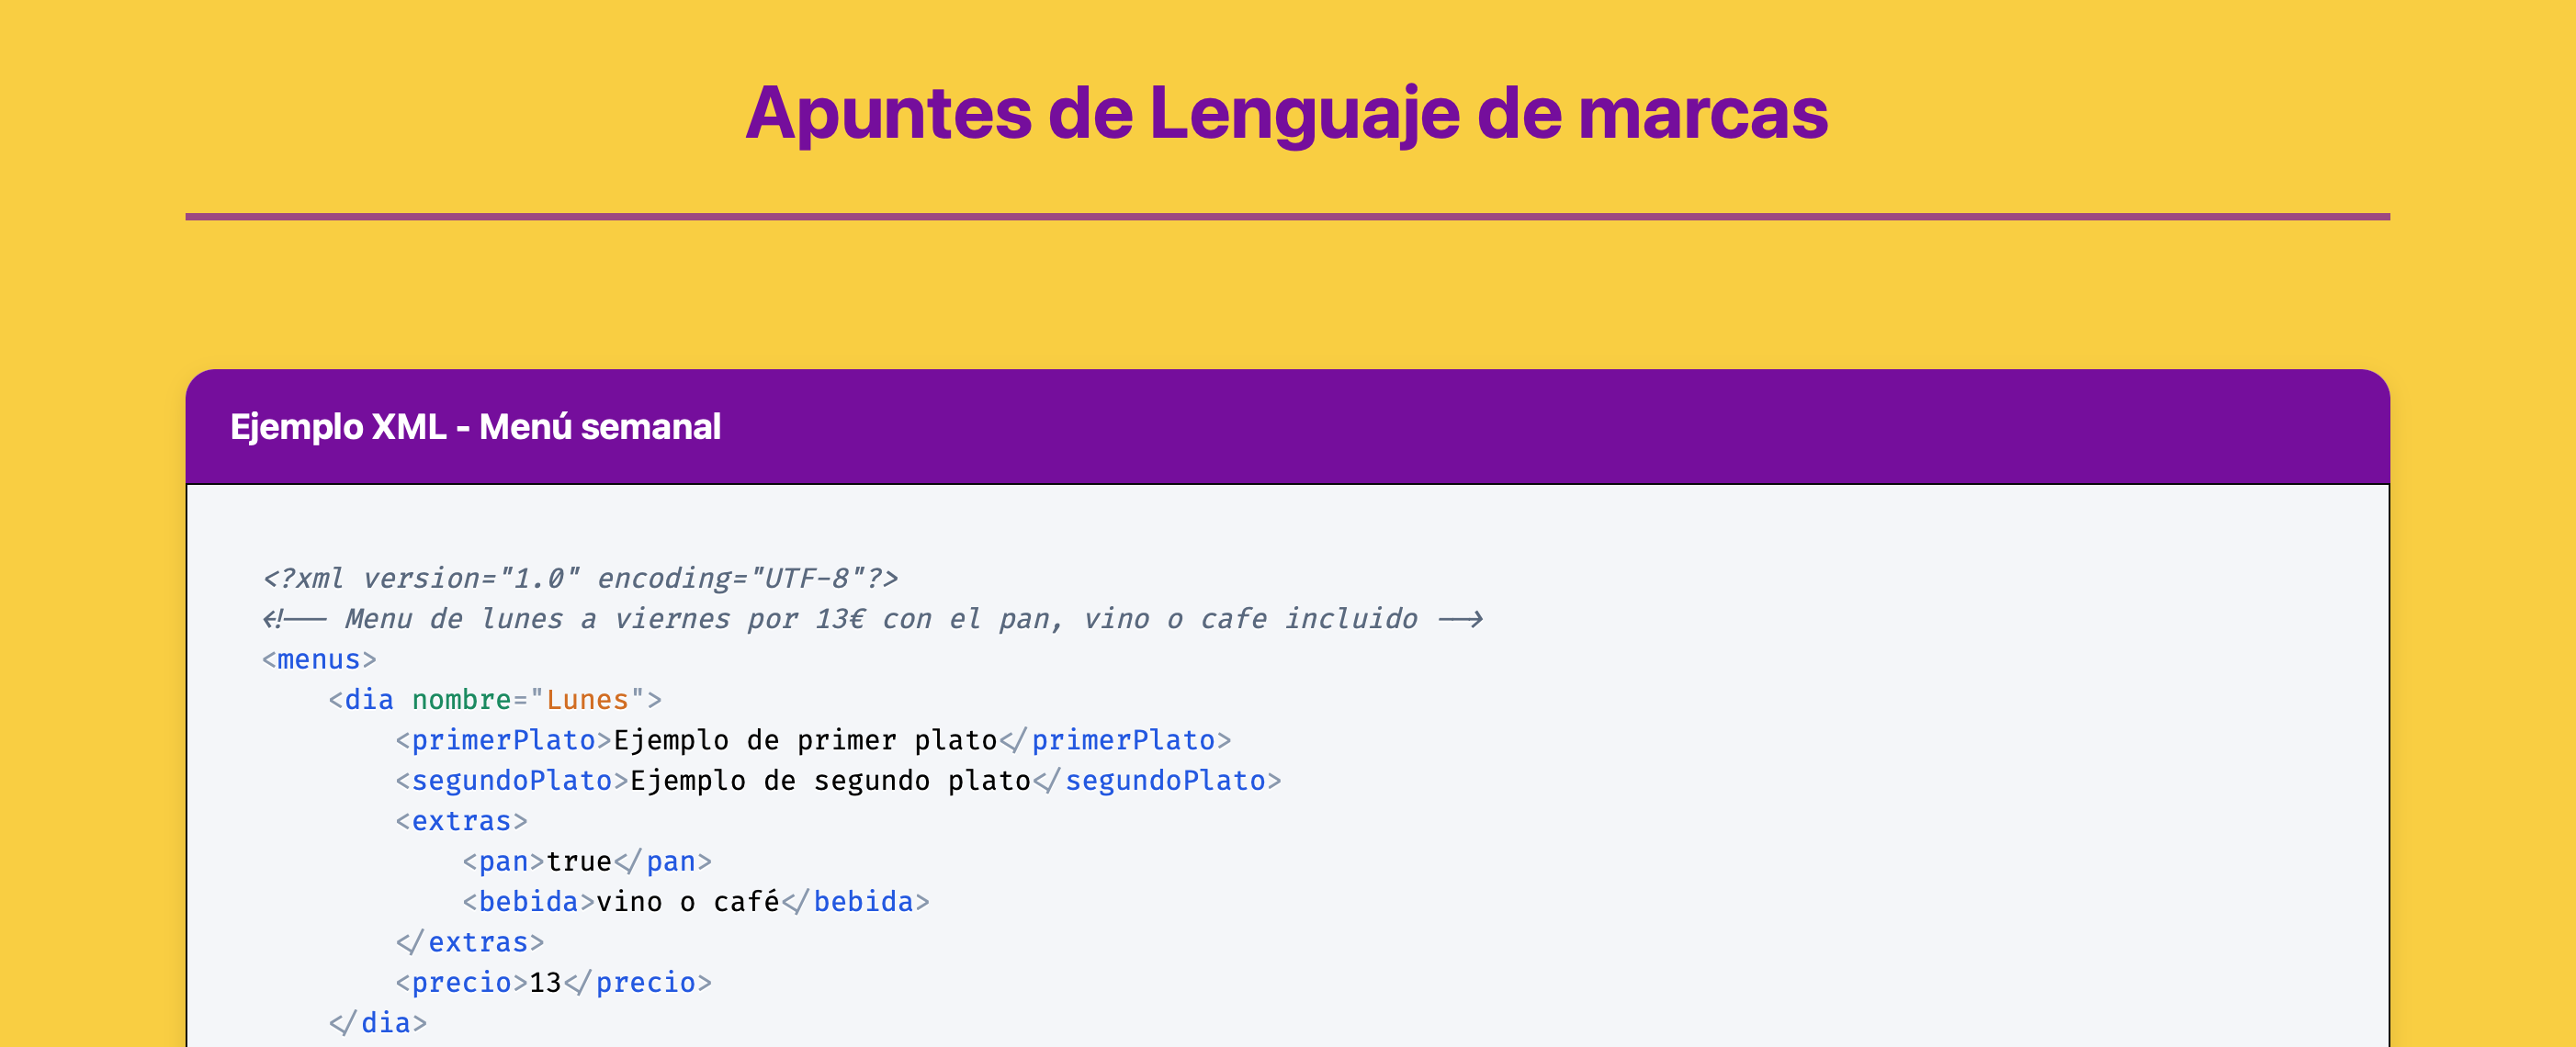 Apuntes de Lenguaje de marcas
Ejemplo XML - Menú semanal
<?xml version="1.0" encoding="UTF-8"?>
<!-- Menu de lunes a viernes por 13€ con el pan, vino o cafe incluido -->
<menus>
    <dia nombre="Lunes">
        <primerPlato>Ejemplo de primer plato</primerPlato>
        <segundoPlato>Ejemplo de segundo plato</segundoPlato>
        <extras>
            <pan>true</pan>
            <bebida>vino o café</bebida>
        </extras>
        <precio>13</precio>
    </dia>